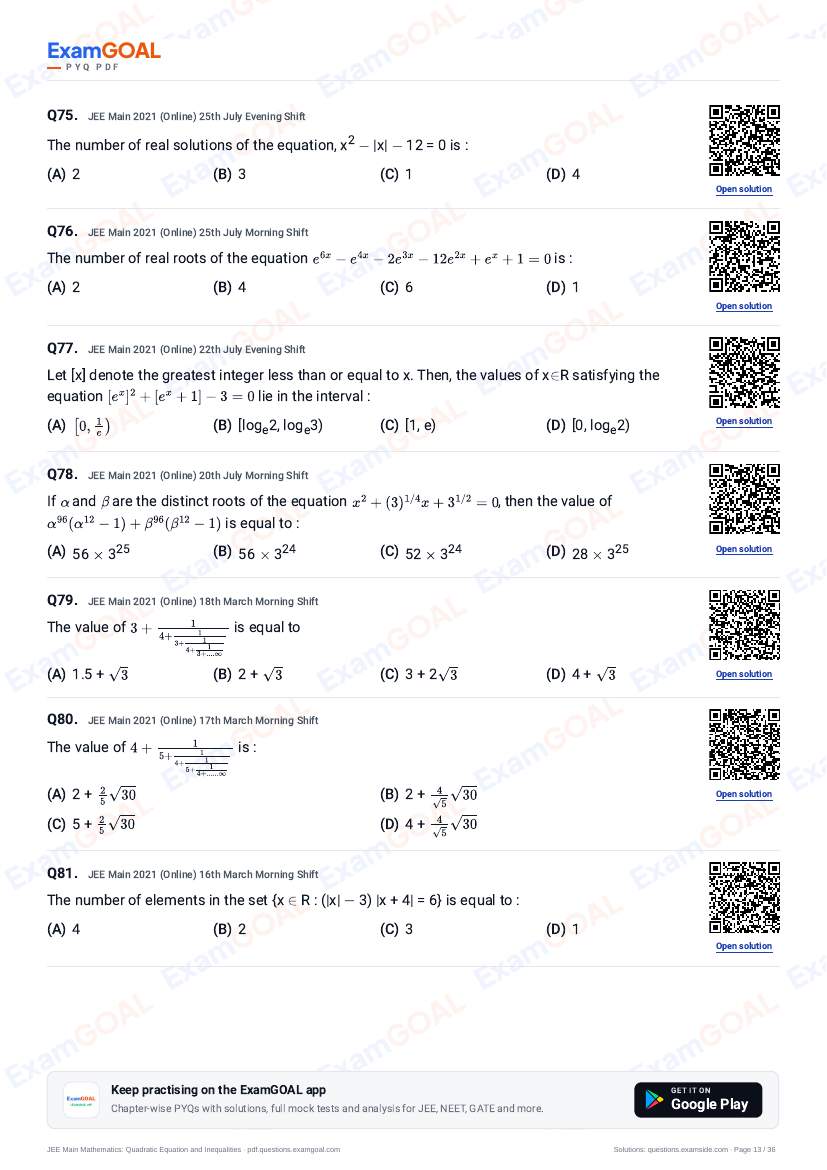 ExamGOAL
PYQ PDF
Q75. JEE Main 2021 (Online) 25th July Evening Shift
The number of real solutions of the equation, x² − |x| − 12 = 0 is :
(A) 2 (B) 3 (C) 1 (D) 4
Open solution
Q76. JEE Main 2021 (Online) 25th July Morning Shift
The number of real roots of the equation e^{6x} − e^{4x} − 2e^{3x} − 12e^{2x} + e^{x} + 1 = 0 is :
(A) 2 (B) 4 (C) 6 (D) 1
Open solution
Q77. JEE Main 2021 (Online) 22th July Evening Shift
Let [x] denote the greatest integer less than or equal to x. Then, the values of x∈R satisfying the
equation [e^x]² + [e^x + 1] − 3 = 0 lie in the interval :
(A) [0, 1/e) (B) [log_e2, log_e3) (C) [1, e) (D) [0, log_e2)
Open solution
Q78. JEE Main 2021 (Online) 20th July Morning Shift
If α and β are the distinct roots of the equation x² + (3)^{1/4}x + 3^{1/2} = 0, then the value of
α^{96}(α^{12} − 1) + β^{96}(β^{12} − 1) is equal to :
(A) 56 × 3^{25} (B) 56 × 3^{24} (C) 52 × 3^{24} (D) 28 × 3^{25}
Open solution
Q79. JEE Main 2021 (Online) 18th March Morning Shift
The value of 3 + 1/(4+1/(3+1/(4+1/(3+....∞)))) is equal to
(A) 1.5 + √3 (B) 2 + √3 (C) 3 + 2√3 (D) 4 + √3
Open solution
Q80. JEE Main 2021 (Online) 17th March Morning Shift
The value of 4 + 1/(5+1/(4+1/(5+1/(4+......∞)))) is :
(A) 2 + 2/5 √30 (B) 2 + 4/√5 √30
(C) 5 + 2/5 √30 (D) 4 + 4/√5 √30
Open solution
Q81. JEE Main 2021 (Online) 16th March Morning Shift
The number of elements in the set {x ∈ R : (|x| − 3) |x + 4| = 6} is equal to :
(A) 4 (B) 2 (C) 3 (D) 1
Open solution
Keep practising on the ExamGOAL app
Chapter-wise PYQs with solutions, full mock tests and analysis for JEE, NEET, GATE and more.
GET IT ON
Google Play
JEE Main Mathematics: Quadratic Equation and Inequalities · pdf.questions.examgoal.com
Solutions: questions.examside.com · Page 13 / 36